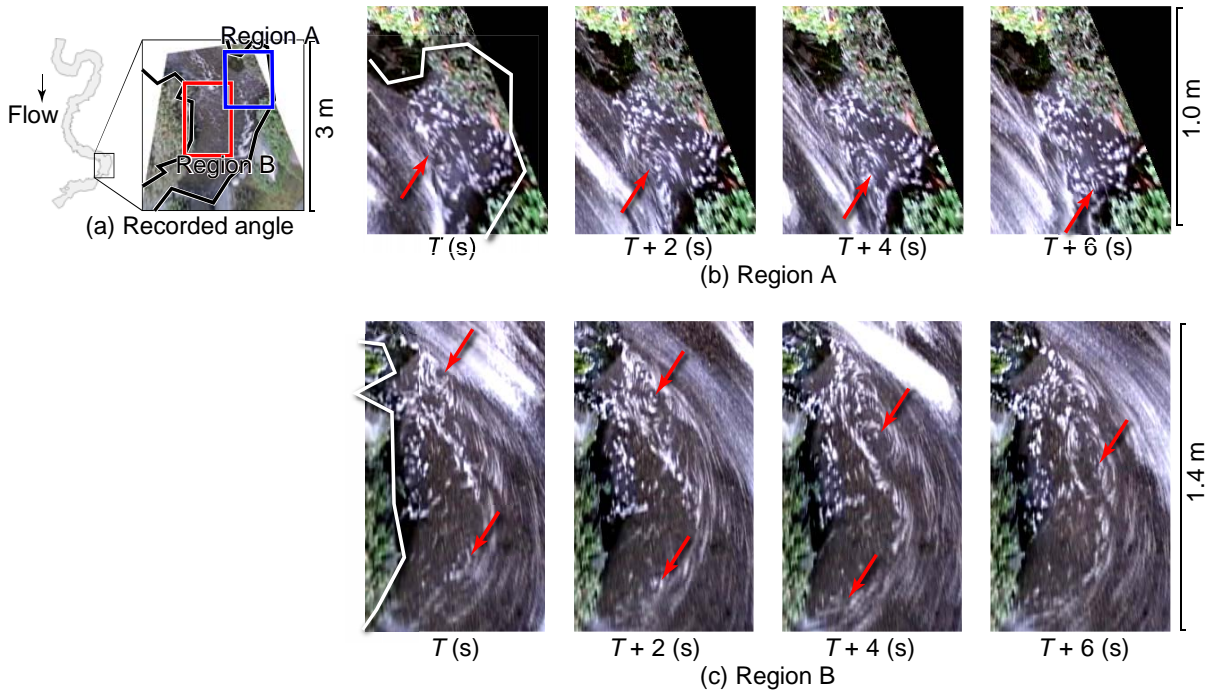 Region A
Flow
Region B
3 m
(a) Recorded angle
1.0 m
T (s)
T + 2 (s)
T + 4 (s)
T + 6 (s)
(b) Region A
1.4 m
T (s)
T + 2 (s)
T + 4 (s)
T + 6 (s)
(c) Region B